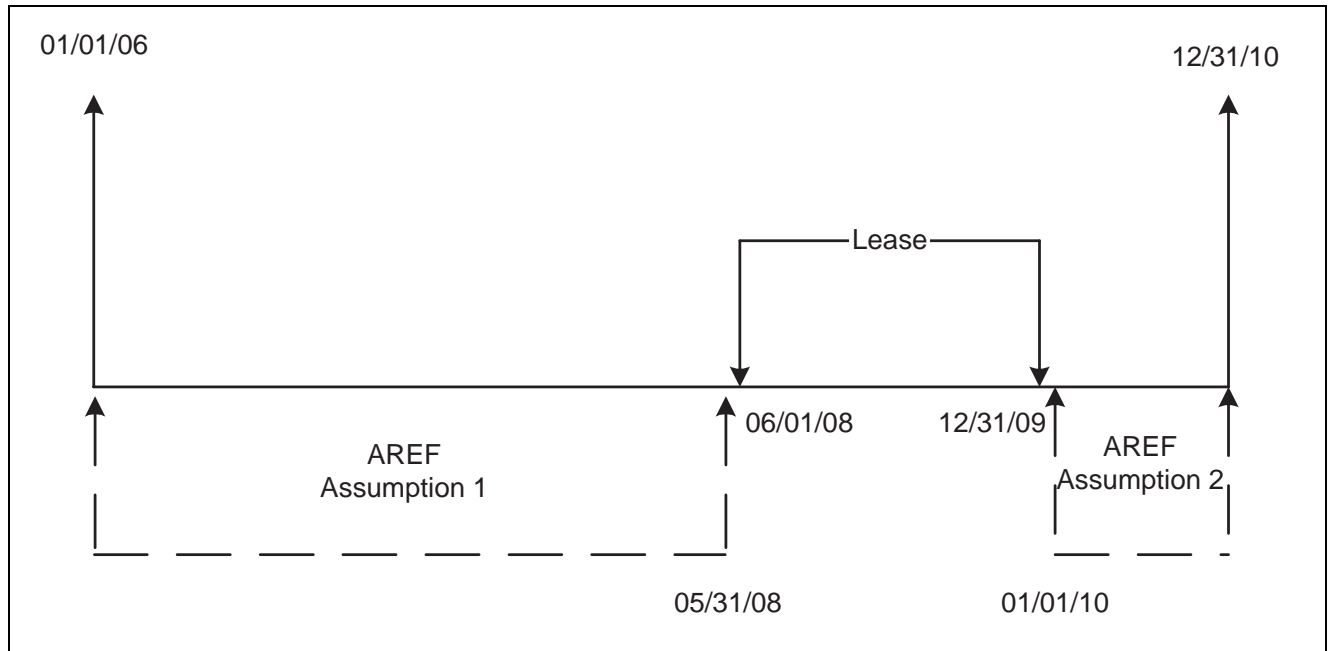 01/01/06
12/31/10
Lease
06/01/08
12/31/09
AREF
Assumption 1
AREF
Assumption 2
05/31/08
01/01/10